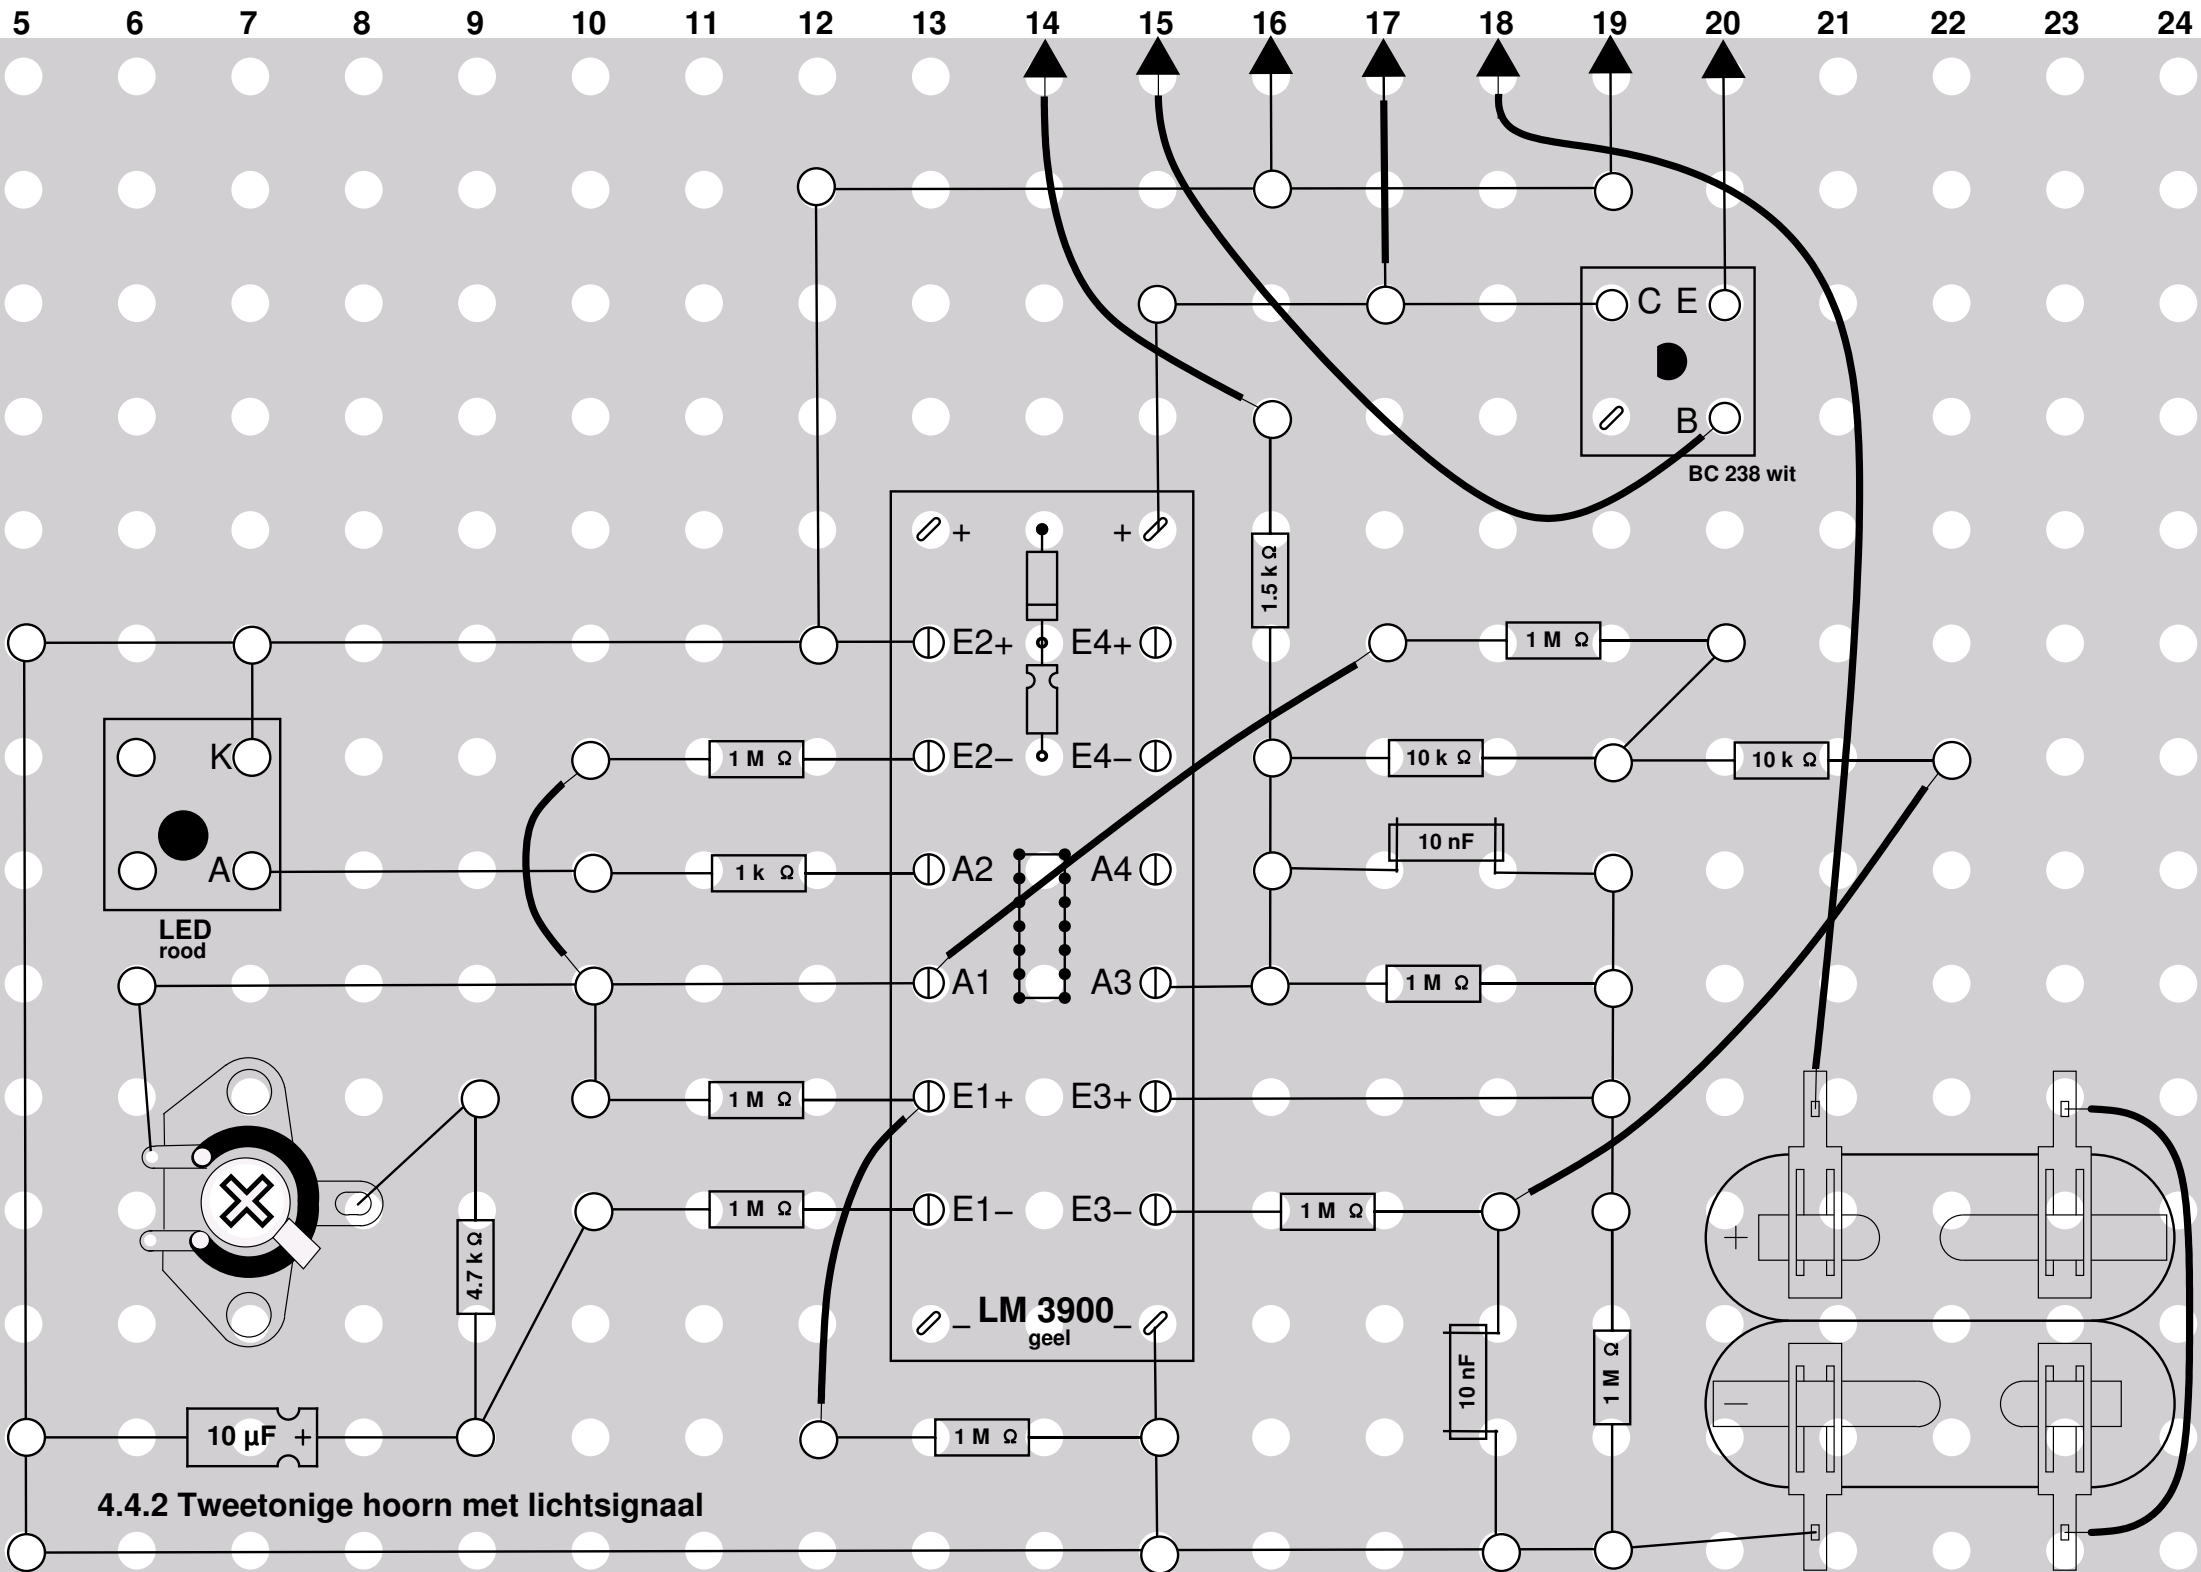 5 6 7 8 9 10 11 12 13 14 15 16 17 18 19 20 21 22 23 24
C E
B
BC 238 wit
+ +
1.5 k Ω
E2+ E4+ 1 M Ω
K 1 M Ω E2– E4– 10 k Ω 10 k Ω
10 nF
A 1 k Ω A2 A4
LED
rood
A1 A3 1 M Ω
1 M Ω E1+ E3+
1 M Ω E1– E3– 1 M Ω
+
4.7 k Ω
– LM 3900 –
geel
10 nF
1 M Ω
–
10 µF + 1 M Ω
4.4.2 Tweetonige hoorn met lichtsignaal